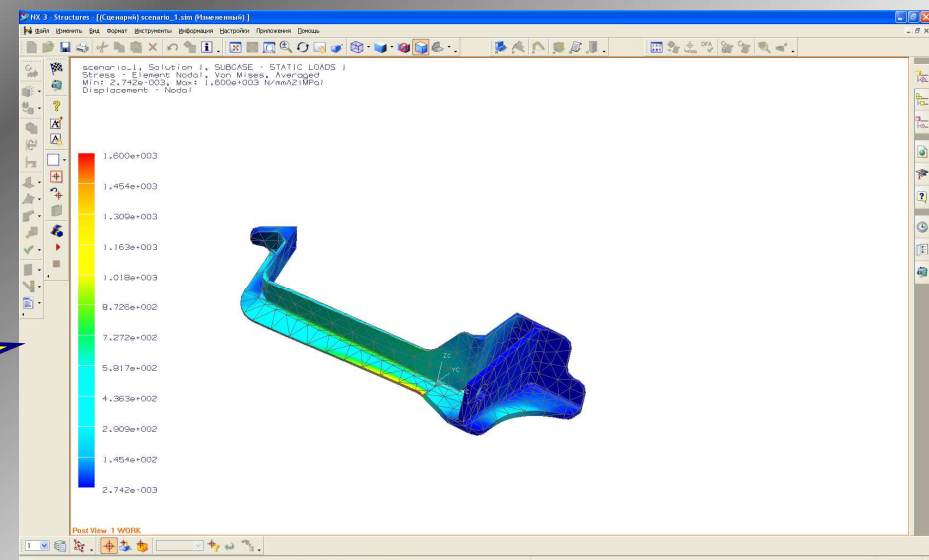 NX 3 - Structures - [(Сценарий) scenario_1.sim (Измененный) ]
Файл Изменить Вид Формат Инструменты Информация Настройки Приложения Помощь
scenario_1, Solution 1, SUBCASE - STATIC LOADS 1
Stress - Element Nodal, Von Mises, Averaged
Min: 2.742e-003, Max: 1.600e+003 N/mm^2(MPa)
Displacement - Nodal
1.600e+003
1.454e+003
1.309e+003
1.163e+003
1.018e+003
8.726e+002
7.272e+002
5.817e+002
4.363e+002
2.909e+002
1.454e+002
2.742e-003
ZC
YC
Post View 1 WORK
1